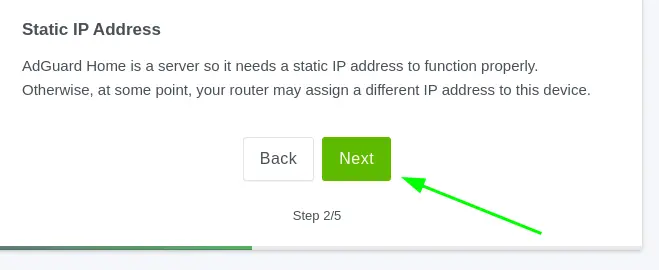 Static IP Address
AdGuard Home is a server so it needs a static IP address to function properly.
Otherwise, at some point, your router may assign a different IP address to this device.
Back Next
Step 2/5